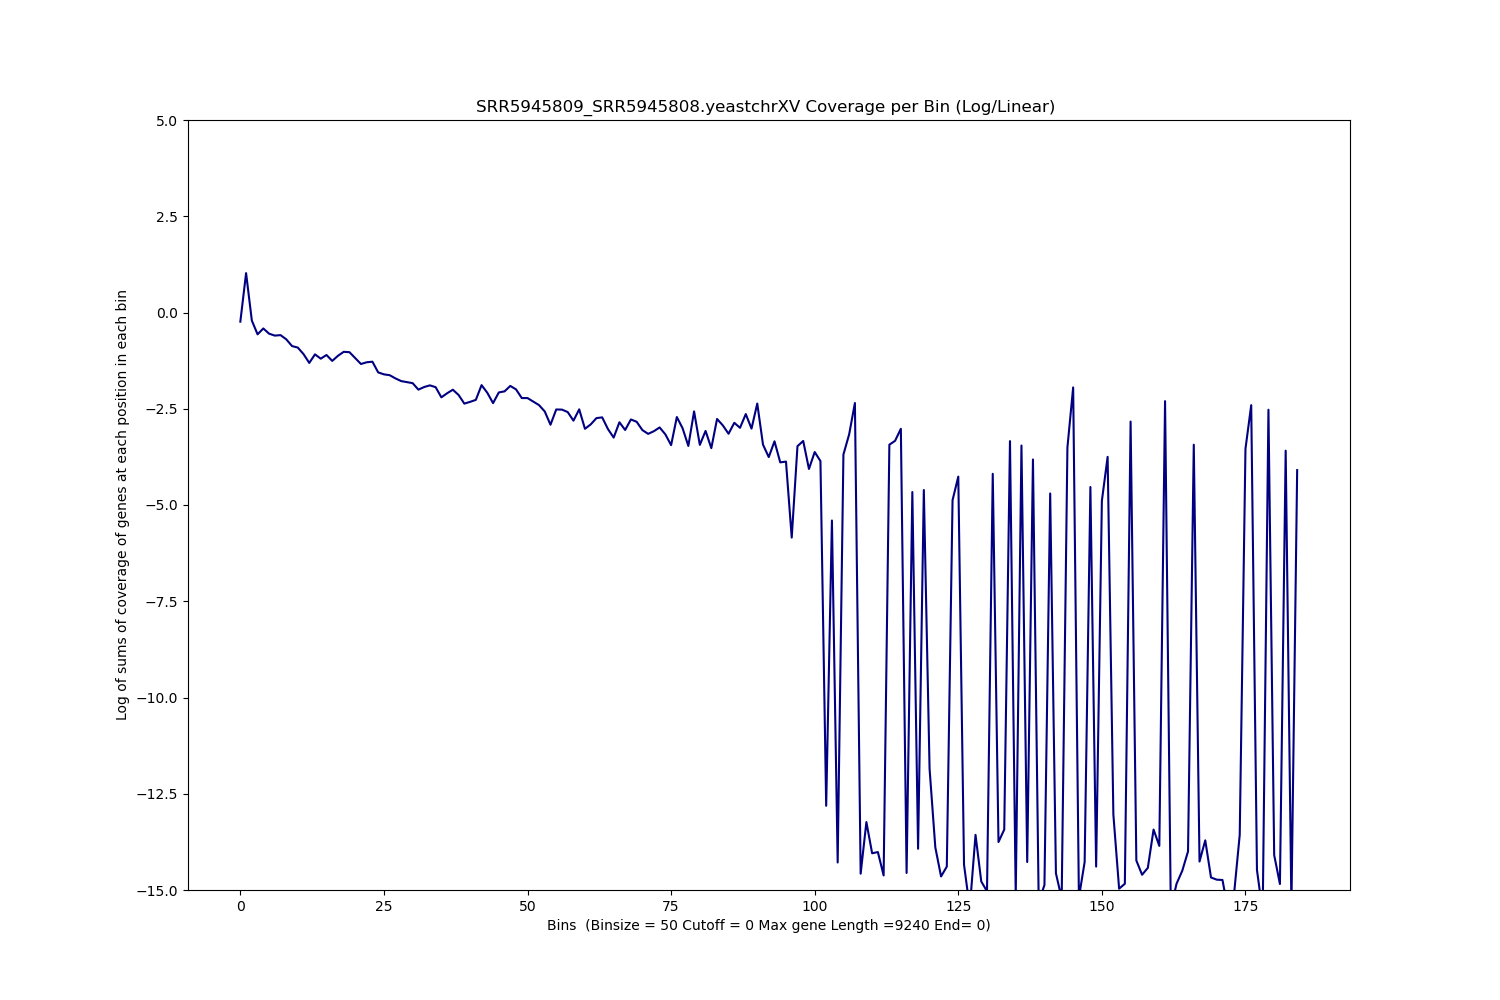 SRR5945809_SRR5945808.yeastchrXV Coverage per Bin (Log/Linear)
5.0
2.5
0.0
−2.5
−5.0
−7.5
−10.0
−12.5
−15.0
Log of sums of coverage of genes at each position in each bin
0 25 50 75 100 125 150 175
Bins  (Binsize = 50 Cutoff = 0 Max gene Length =9240 End= 0)